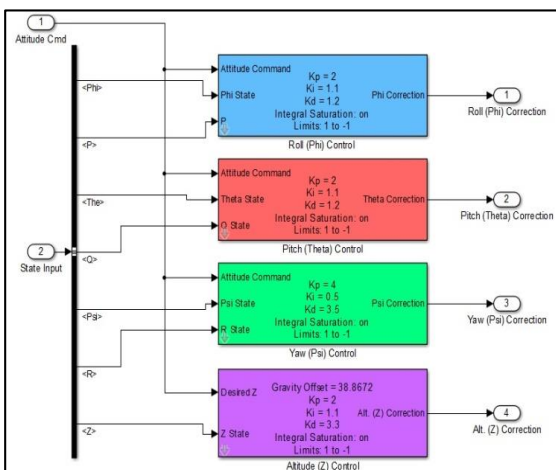 1
Attitude Cmd
<Phi>
<P>
<The>
2
State Input
<Q>
<Psi>
<R>
<Z>
Attitude Command
Phi State
P
Kp = 2
Ki = 1.1
Kd = 1.2
Integral Saturation: on
Limits: 1 to -1
Phi Correction
Roll (Phi) Control
1
Roll (Phi) Correction
Attitude Command
Theta State
Q State
Kp = 2
Ki = 1.1
Kd = 1.2
Integral Saturation: on
Limits: 1 to -1
Theta Correction
Pitch (Theta) Control
2
Pitch (Theta) Correction
Attitude Command
Psi State
R State
Kp = 4
Ki = 0.5
Kd = 3.5
Integral Saturation: on
Limits: 1 to -1
Psi Correction
Yaw (Psi) Control
3
Yaw (Psi) Correction
Desired Z
Z State
Gravity Offset = 38.8672
Kp = 2
Ki = 1.1
Kd = 3.3
Integral Saturation: on
Limits: 1 to -1
Alt. (Z) Correction
Altitude (Z) Control
4
Alt. (Z) Correction